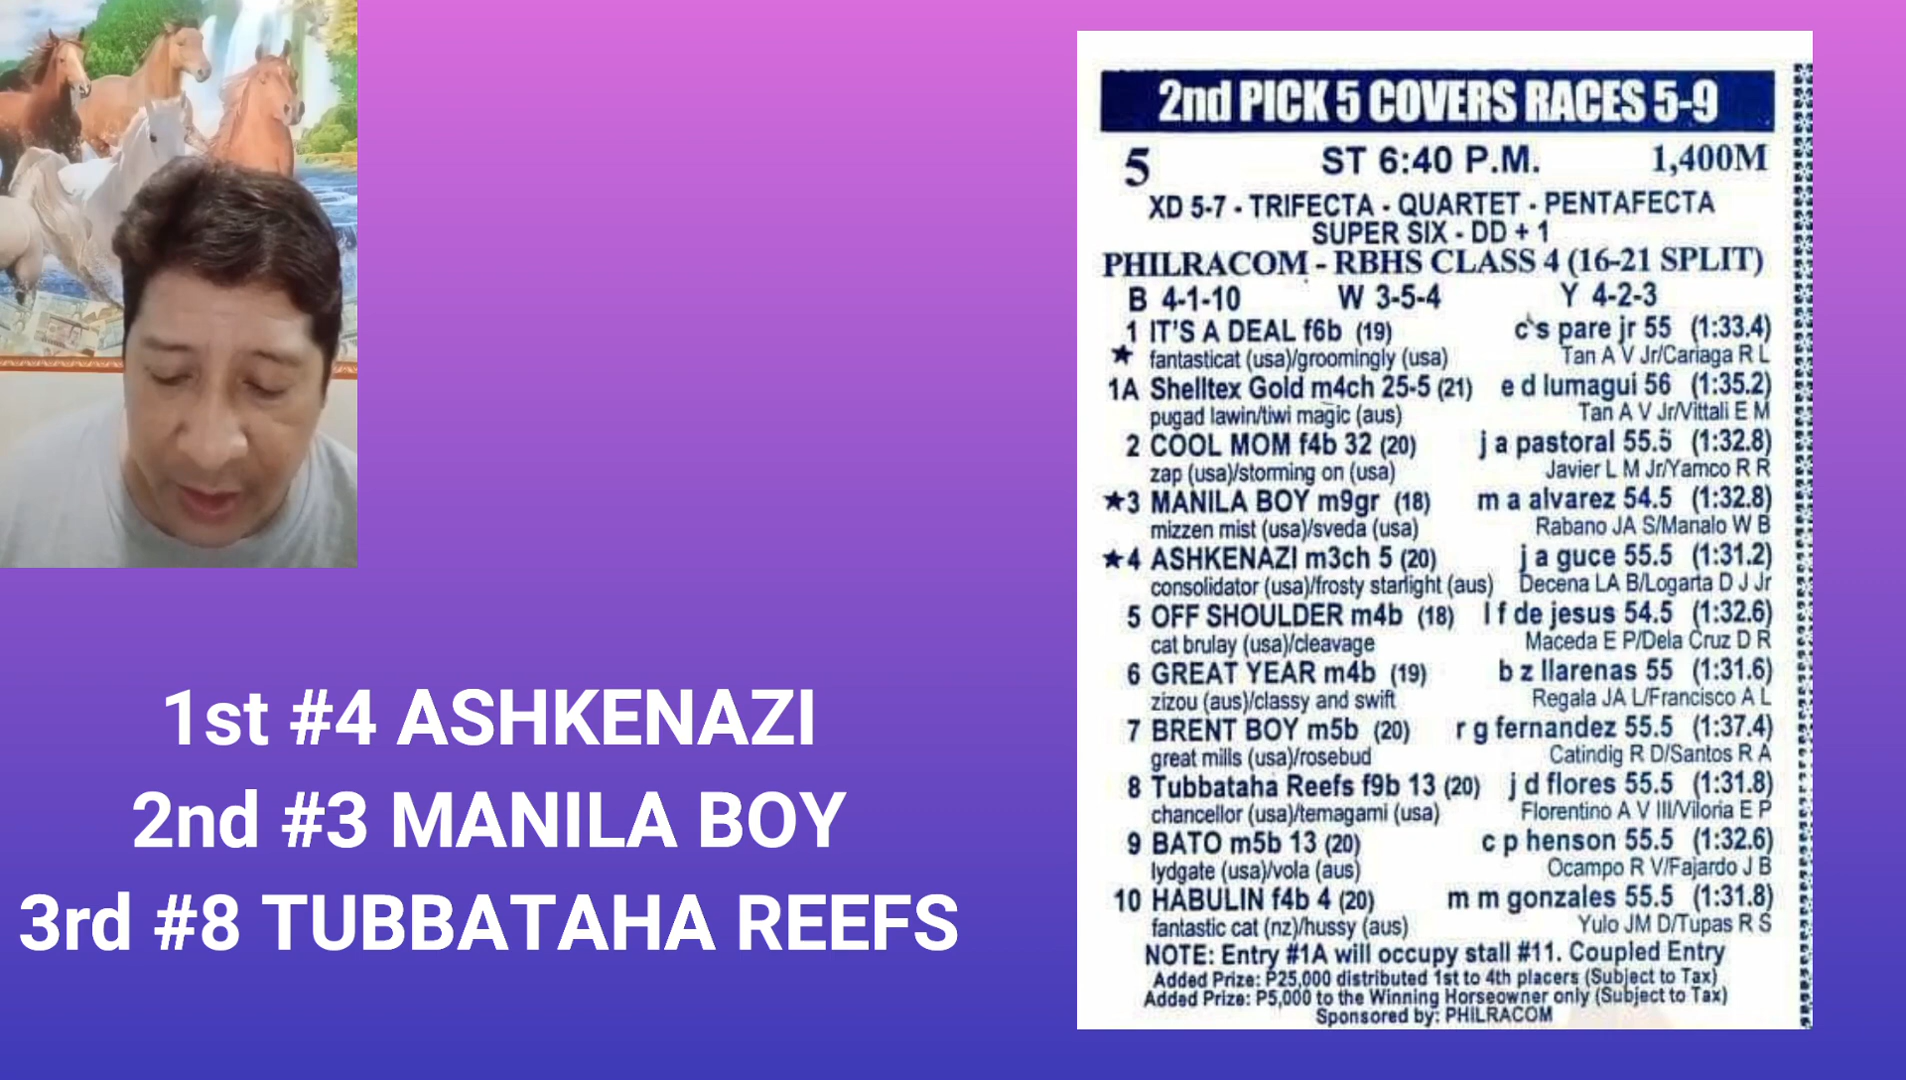 2nd PICK 5 COVERS RACES 5-9
5 ST 6:40 P.M. 1,400M
XD 5-7 - TRIFECTA - QUARTET - PENTAFECTA
SUPER SIX - DD + 1
PHILRACOM - RBHS CLASS 4 (16-21 SPLIT)
B 4-1-10 W 3-5-4 Y 4-2-3
1 IT'S A DEAL f6b (19) c s pare jr 55 (1:33.4)
★ fantasticat (usa)/groomingly (usa) Tan A V Jr/Cariaga R L
1A Shelltex Gold m4ch 25-5 (21) e d lumagui 56 (1:35.2)
pugad lawin/tiwi magic (aus) Tan A V Jr/Vittali E M
2 COOL MOM f4b 32 (20) j a pastoral 55.5 (1:32.8)
zap (usa)/storming on (usa) Javier L M Jr/Yamco R R
★3 MANILA BOY m9gr (18) m a alvarez 54.5 (1:32.8)
mizzen mist (usa)/sveda (usa) Rabano JA S/Manalo W B
★4 ASHKENAZI m3ch 5 (20) j a guce 55.5 (1:31.2)
consolidator (usa)/frosty starlight (aus) Decena LA B/Logarta D J Jr
5 OFF SHOULDER m4b (18) l f de jesus 54.5 (1:32.6)
cat brulay (usa)/cleavage Maceda E P/Dela Cruz D R
6 GREAT YEAR m4b (19) b z llarenas 55 (1:31.6)
zizou (aus)/classy and swift Regala JA L/Francisco A L
7 BRENT BOY m5b (20) r g fernandez 55.5 (1:37.4)
great mills (usa)/rosebud Catindig R D/Santos R A
8 Tubbataha Reefs f9b 13 (20) j d flores 55.5 (1:31.8)
chancellor (usa)/temagami (usa) Florentino A V III/Viloria E P
9 BATO m5b 13 (20) c p henson 55.5 (1:32.6)
lydgate (usa)/vola (aus) Ocampo R V/Fajardo J B
10 HABULIN f4b 4 (20) m m gonzales 55.5 (1:31.8)
fantastic cat (nz)/hussy (aus) Yulo JM D/Tupas R S
NOTE: Entry #1A will occupy stall #11. Coupled Entry
Added Prize: P25,000 distributed 1st to 4th placers (Subject to Tax)
Added Prize: P5,000 to the Winning Horseowner only (Subject to Tax)
Sponsored by: PHILRACOM
1st #4 ASHKENAZI
2nd #3 MANILA BOY
3rd #8 TUBBATAHA REEFS